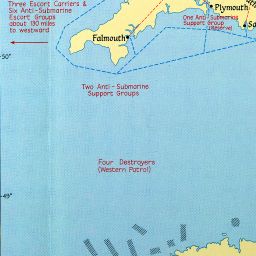 Three Escort Carriers &
Six Anti-Submarine
Escort Groups
about 130 miles
to westward
Plymouth
One Anti-Submarine
Support Group
(Reserve)
Falmouth
50°
Two Anti-Submarine
Support Groups
Four Destroyers
(Western Patrol)
49°